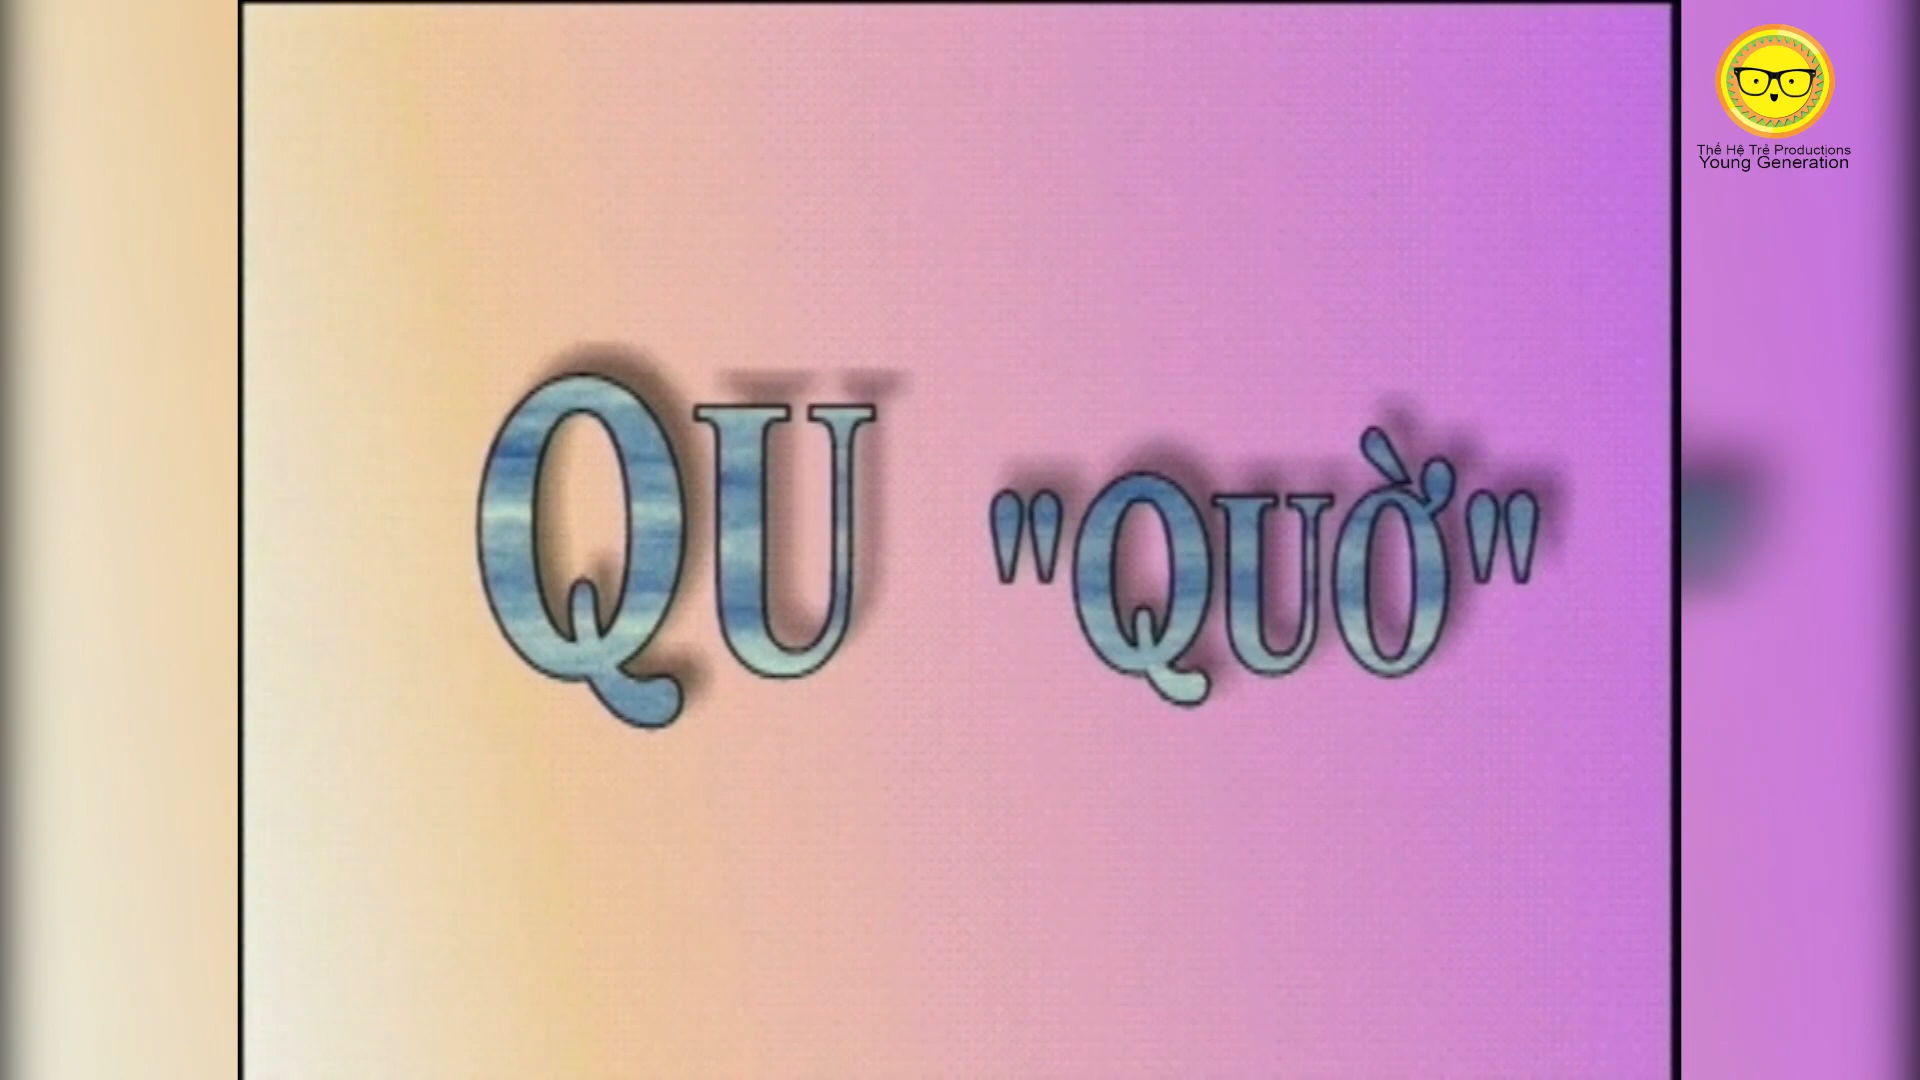 QU "QUỜ"
Thế Hệ Trẻ Productions
Young Generation